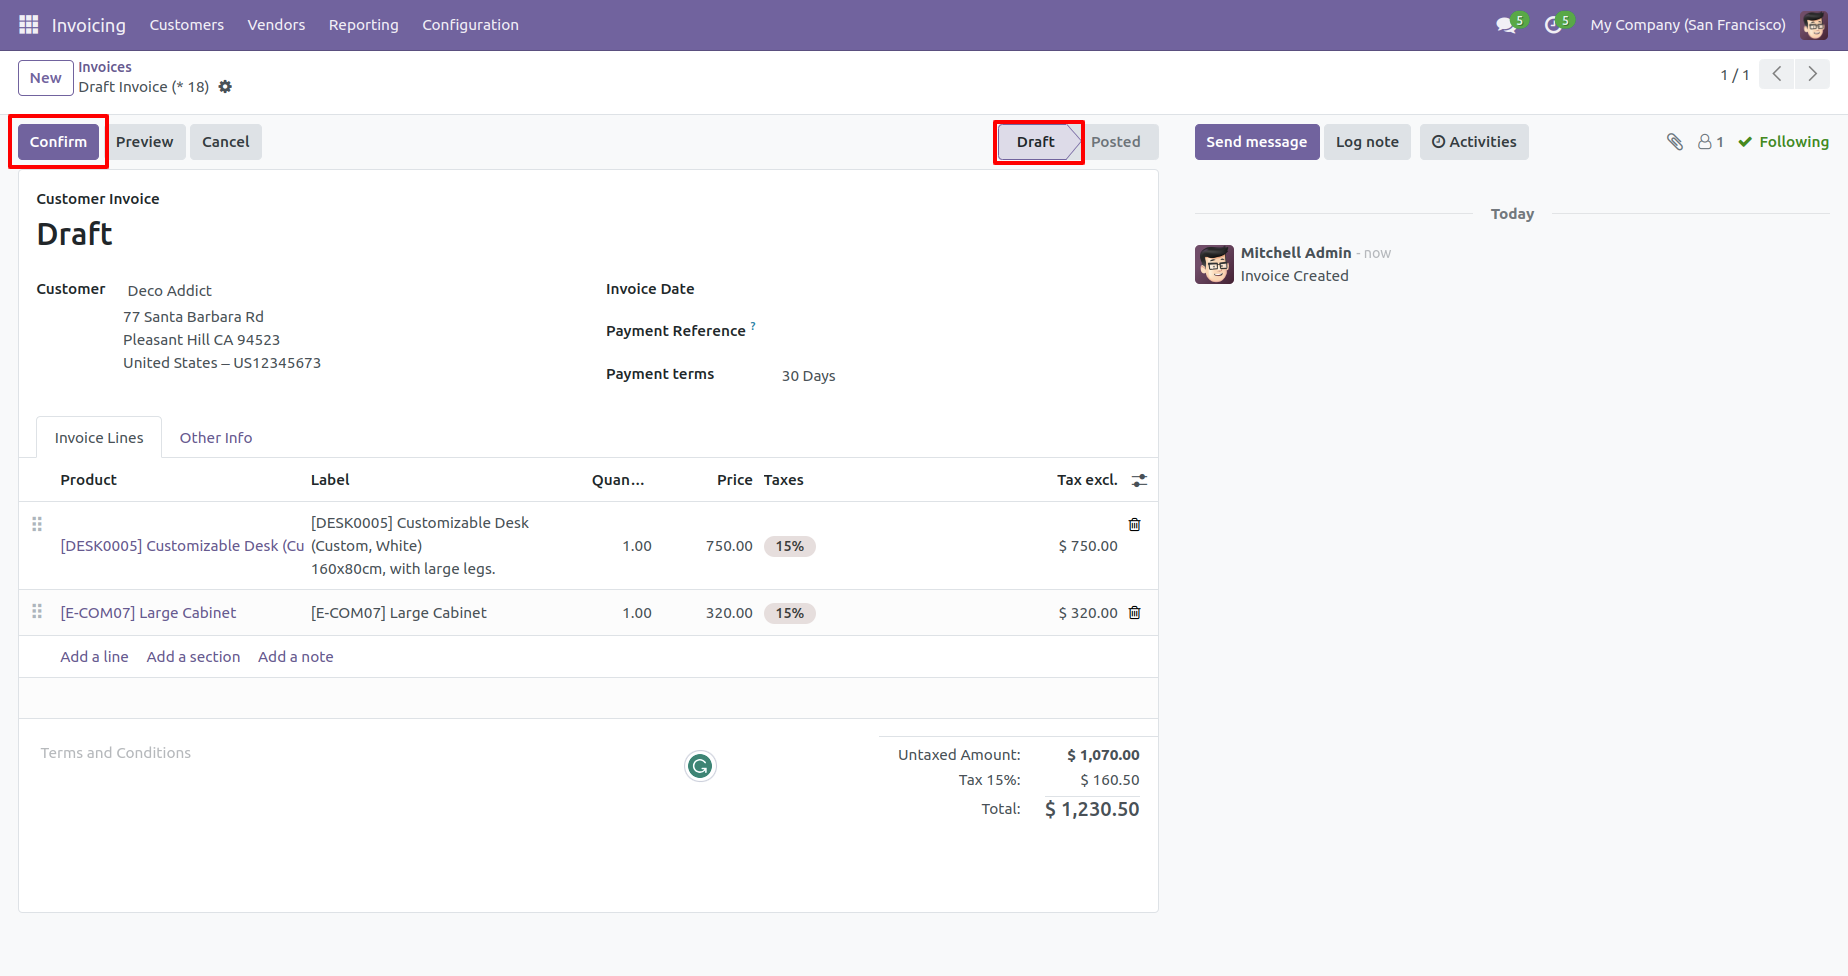 Invoicing Customers Vendors Reporting Configuration 5 5 My Company (San Francisco)
New Invoices
Draft Invoice (* 18) 1 / 1
Confirm Preview Cancel Draft Posted Send message Log note Activities 1 Following
Customer Invoice
Draft
Today
Mitchell Admin - now
Invoice Created
Customer Deco Addict Invoice Date
77 Santa Barbara Rd
Pleasant Hill CA 94523 Payment Reference ?
United States – US12345673
Payment terms 30 Days
Invoice Lines Other Info
Product Label Quan... Price Taxes Tax excl.
[DESK0005] Customizable Desk
[DESK0005] Customizable Desk (Cu (Custom, White) 1.00 750.00 15% $ 750.00
160x80cm, with large legs.
[E-COM07] Large Cabinet [E-COM07] Large Cabinet 1.00 320.00 15% $ 320.00
Add a line Add a section Add a note
Terms and Conditions Untaxed Amount: $ 1,070.00
Tax 15%: $ 160.50
Total: $ 1,230.50